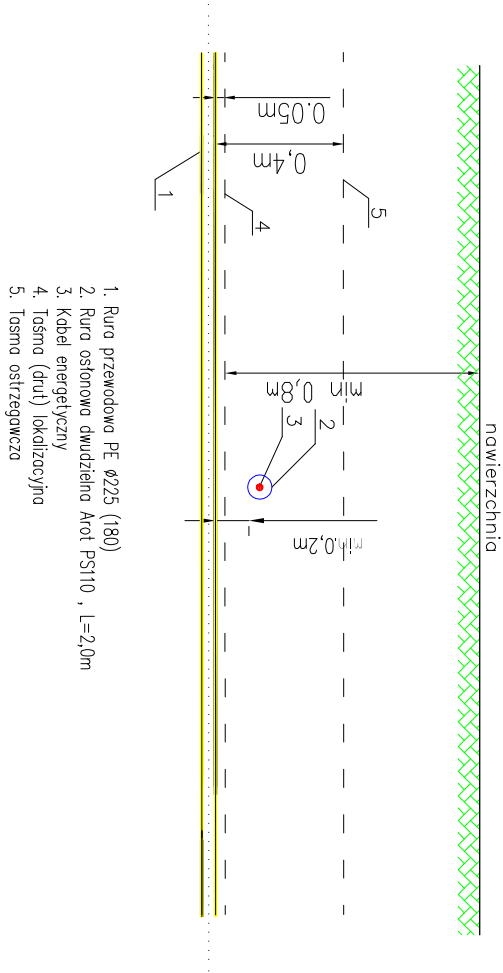 nawierzchnia
0.05m
0,4m
min 0,8m
min.0,2m
1
4
5
3
2
1. Rura przewodowa PE ø225 (180)
2. Rura osłonowa dwudzielna Arot PS110 , L=2,0m
3. Kabel energetyczny
4. Taśma (drut) lokalizacyjna
5. Tasma ostrzegawcza